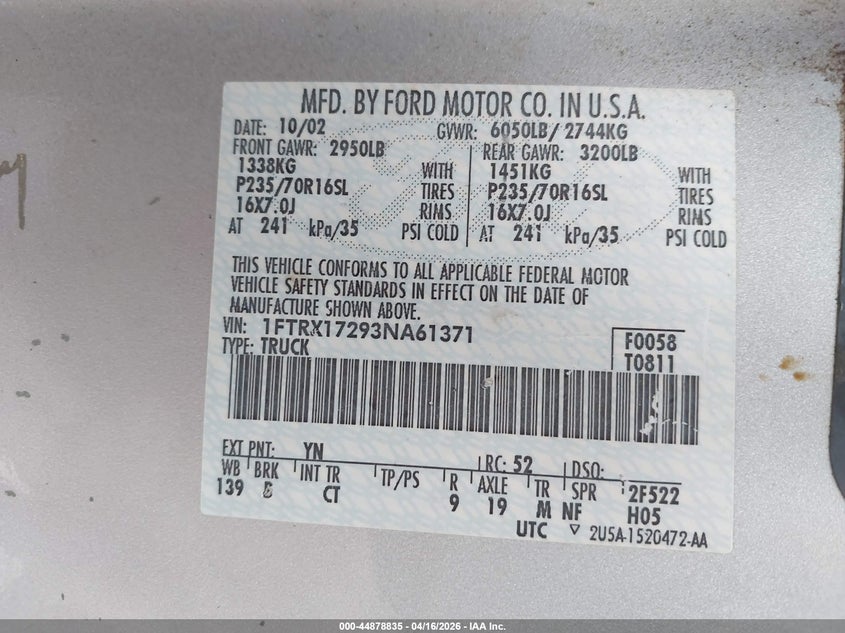 MFD. BY FORD MOTOR CO. IN U.S.A.
DATE: 10/02 GVWR: 6050LB/ 2744KG
FRONT GAWR: 2950LB REAR GAWR: 3200LB
1338KG WITH 1451KG WITH
P235/70R16SL TIRES P235/70R16SL TIRES
16X7.0J RIMS 16X7.0J RIMS
AT 241 kPa/35 PSI COLD AT 241 kPa/35 PSI COLD
THIS VEHICLE CONFORMS TO ALL APPLICABLE FEDERAL MOTOR
VEHICLE SAFETY STANDARDS IN EFFECT ON THE DATE OF
MANUFACTURE SHOWN ABOVE.
VIN: 1FTRX17293NA61371 F0058
TYPE: TRUCK T0811
EXT PNT: YN RC: 52 DSO:
WB BRK INT TR TP/PS R AXLE TR SPR 2F522
139 CT 9 19 M NF H05
UTC ▽ 2U5A-1520472-AA
000-44878835 - 04/16/2026 - IAA Inc.